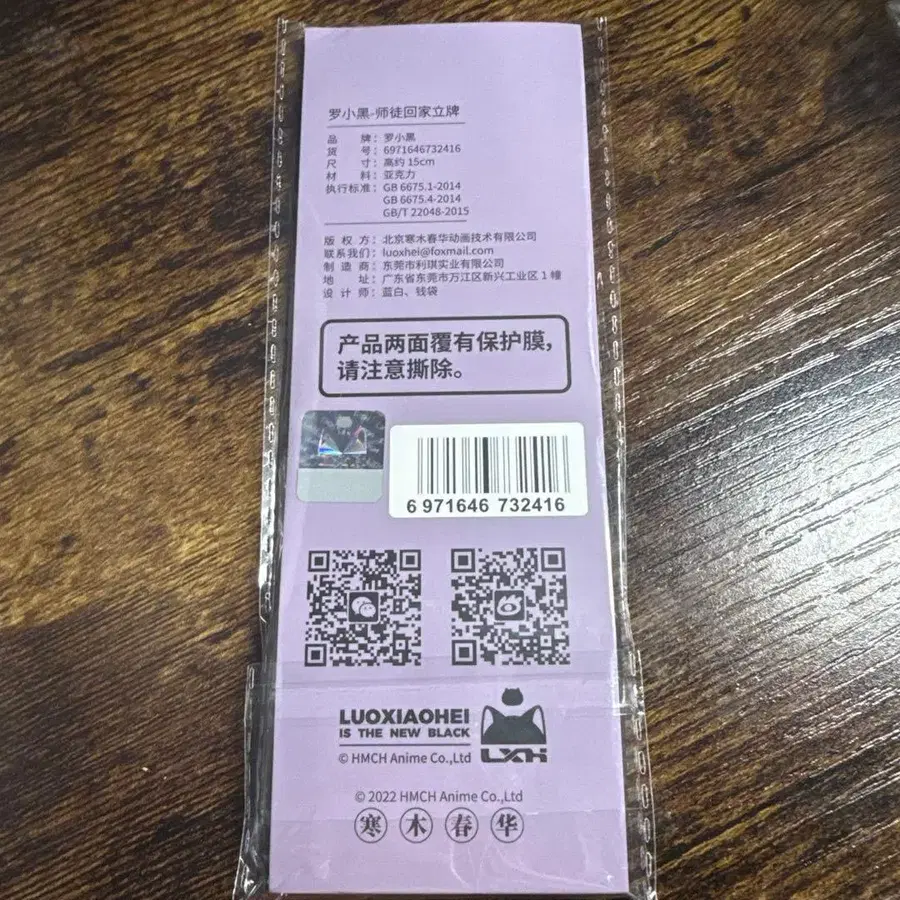 罗小黑-师徒回家立牌
品 牌：罗小黑
货 号：6971646732416
尺 寸：高约 15cm
材 料：亚克力
执行标准：GB 6675.1-2014
GB 6675.4-2014
GB/T 22048-2015
版 权 方：北京寒木春华动画技术有限公司
联系我们：luoxhei@foxmail.com
制 造 商：东莞市利琪实业有限公司
地 址：广东省东莞市万江区新兴工业区 1 幢
设 计 师：蓝白、钱袋
产品两面覆有保护膜，
请注意撕除。
6 971646 732416
LUOXIAOHEI
IS THE NEW BLACK
LXH
© HMCH Anime Co.,Ltd
© 2022 HMCH Anime Co.,Ltd
寒木春华